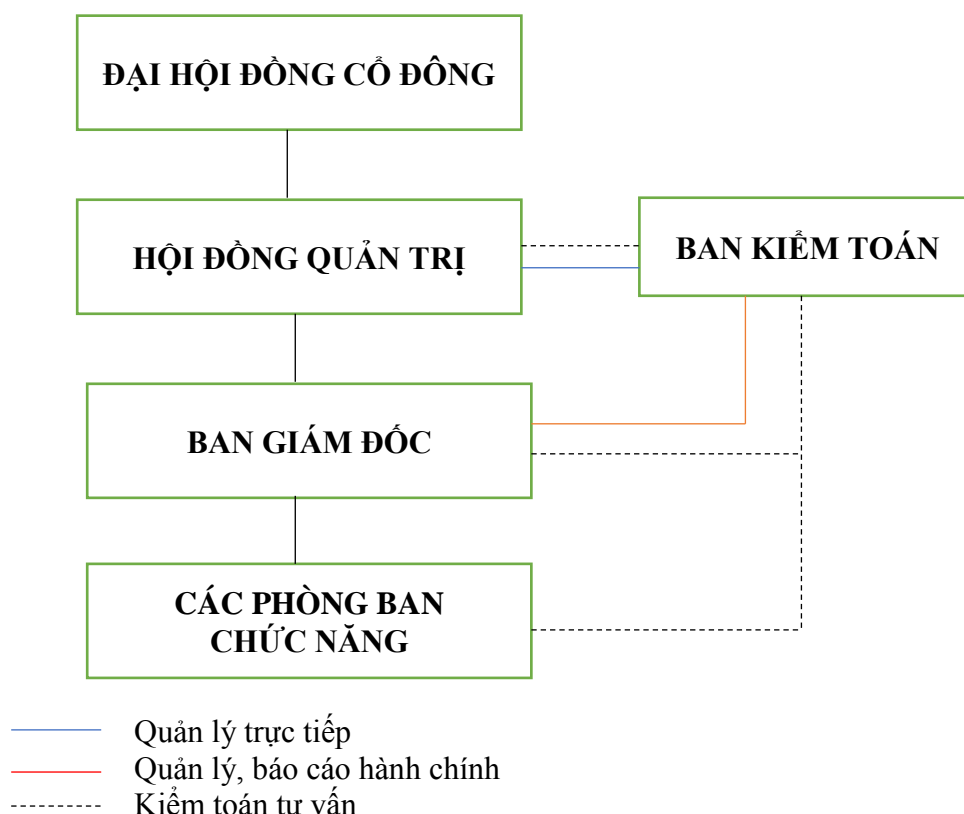 ĐẠI HỘI ĐỒNG CỔ ĐÔNG
HỘI ĐỒNG QUẢN TRỊ
BAN KIỂM TOÁN
BAN GIÁM ĐỐC
CÁC PHÒNG BAN
CHỨC NĂNG
Quản lý trực tiếp
Quản lý, báo cáo hành chính
Kiểm toán tư vấn